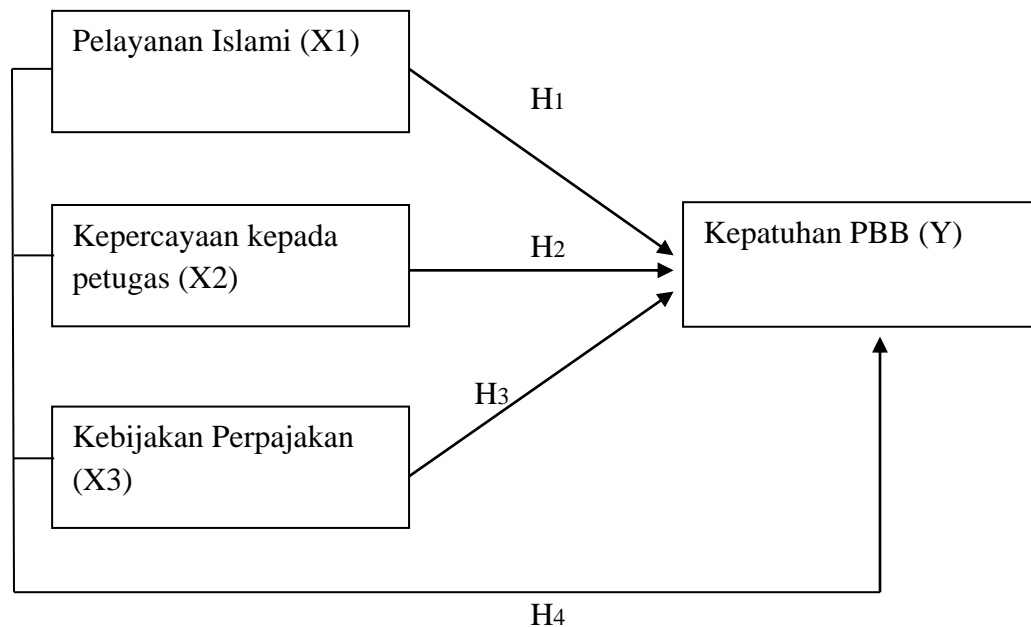 Pelayanan Islami (X1)
H1
Kepercayaan kepada
petugas (X2)
H2
Kepatuhan PBB (Y)
H3
Kebijakan Perpajakan
(X3)
H4